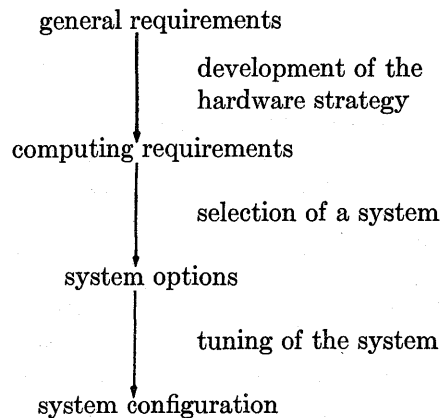 general requirements
development of the
hardware strategy
computing requirements
selection of a system
system options
tuning of the system
system configuration